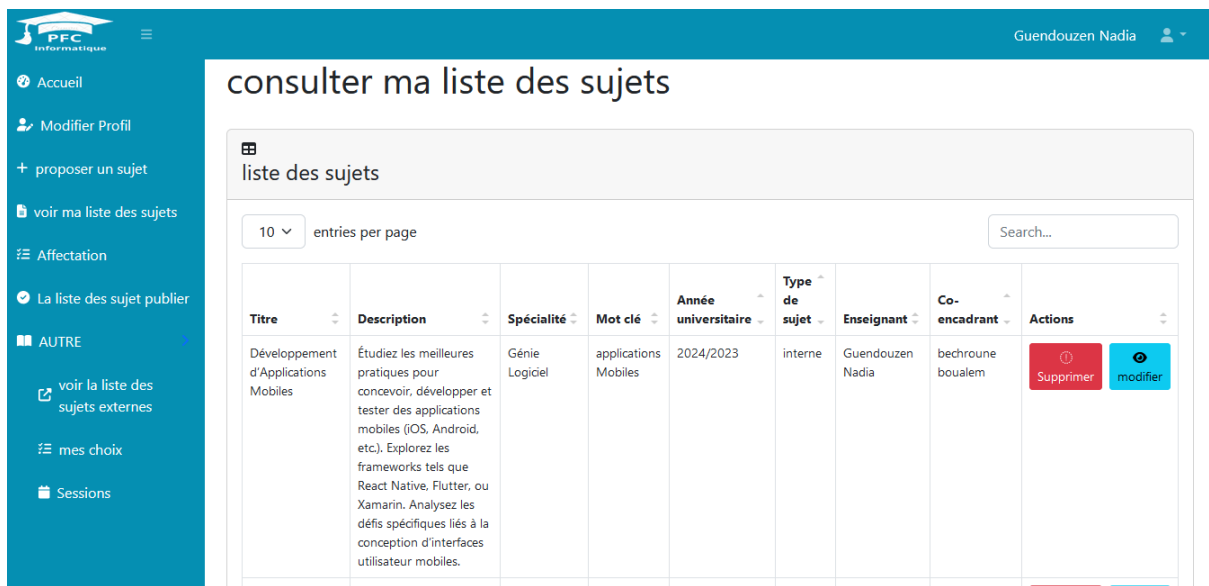 PFC
Informatique
Guendouzen Nadia
Accueil
Modifier Profil
proposer un sujet
voir ma liste des sujets
Affectation
La liste des sujet publier
AUTRE
voir la liste des
sujets externes
mes choix
Sessions
consulter ma liste des sujets
liste des sujets
10 entries per page
Search...
Titre
Description
Spécialité
Mot clé
Année
universitaire
Type
de
sujet
Enseignant
Co-
encadrant
Actions
Développement
d'Applications
Mobiles
Étudiez les meilleures
pratiques pour
concevoir, développer et
tester des applications
mobiles (iOS, Android,
etc.). Explorez les
frameworks tels que
React Native, Flutter, ou
Xamarin. Analysez les
défis spécifiques liés à la
conception d'interfaces
utilisateur mobiles.
Génie
Logiciel
applications
Mobiles
2024/2023
interne
Guendouzen
Nadia
bechroune
boualem
Supprimer
modifier